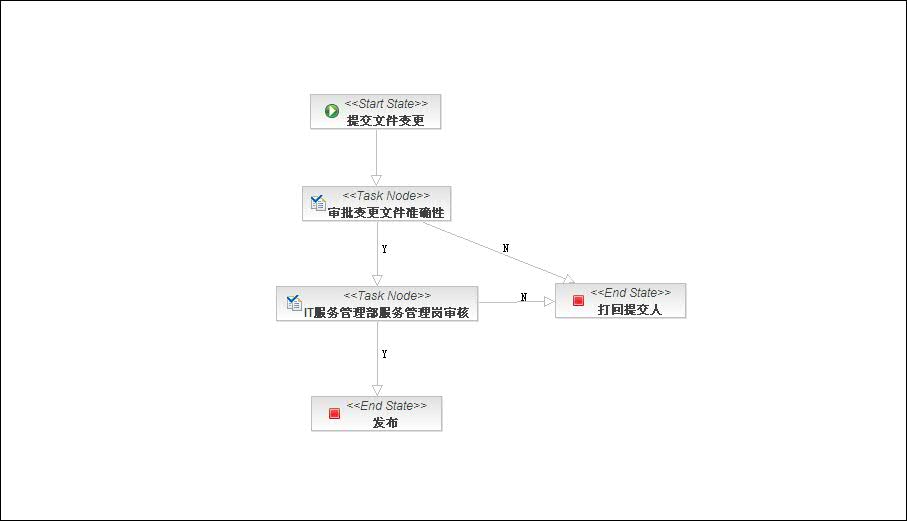 <<Start State>>
提交文件变更
<<Task Node>>
审批变更文件准确性
Y
N
<<Task Node>>
IT服务管理部服务管理岗审核
N
<<End State>>
打回提交人
Y
<<End State>>
发布